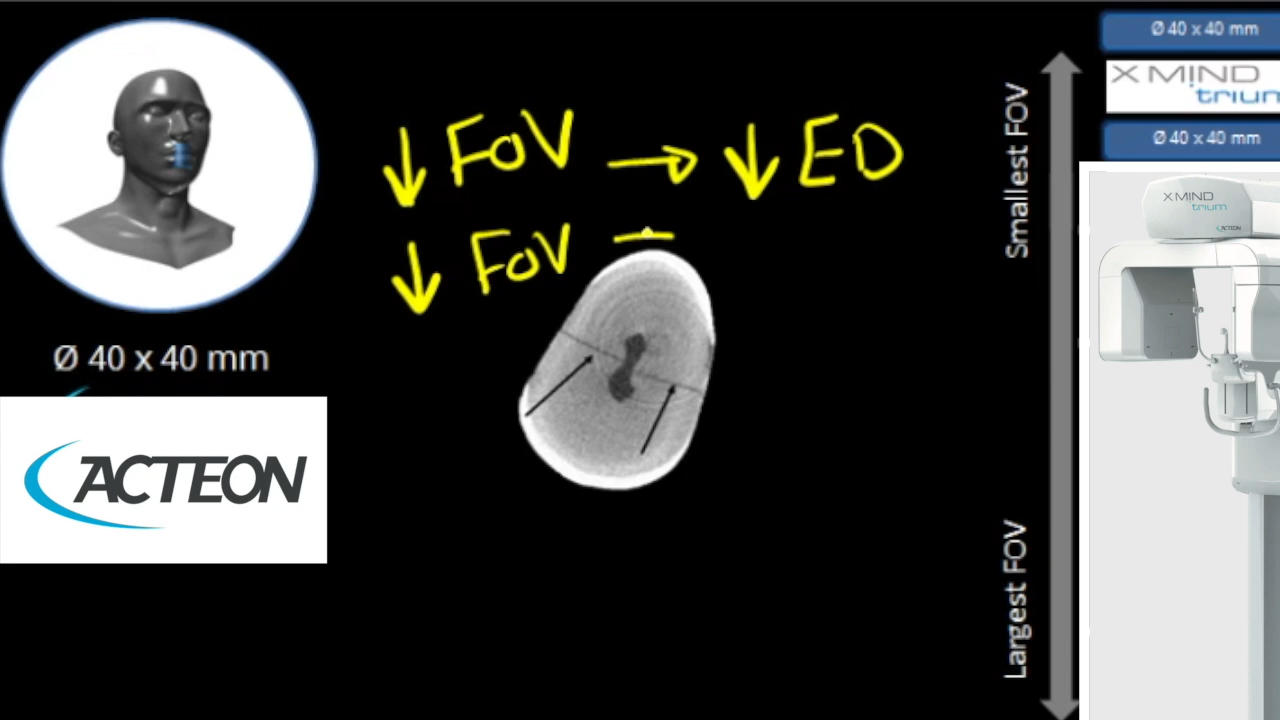 ↓ FOV → ↓ ED
↓ FOV
Ø 40 x 40 mm
ACTEON
Smallest FOV
Largest FOV
Ø 40 x 40 mm
X MIND
trium
Ø 40 x 40 mm
X MIND
trium
ACTEON